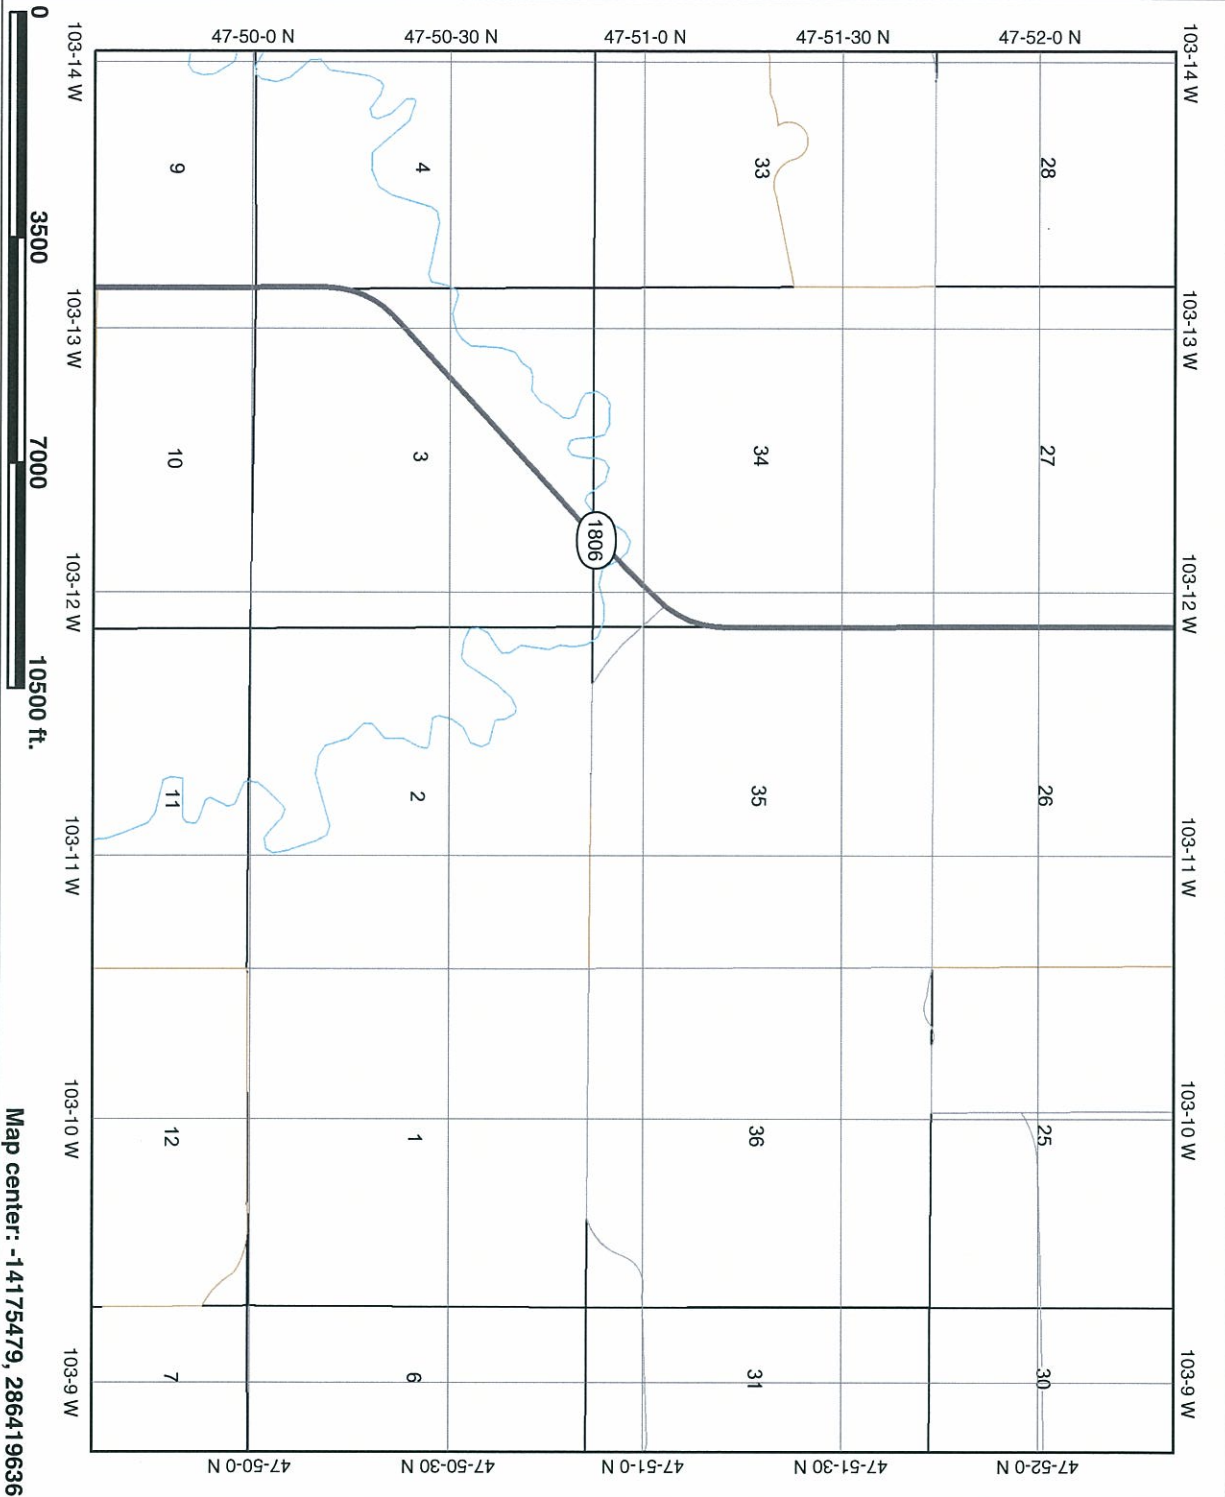 103-14 W
103-13 W
103-12 W
103-11 W
103-10 W
103-9 W
47-52-0 N
28
27
26
25
30
47-52-0 N
47-51-30 N
47-51-30 N
33
34
35
36
31
47-51-0 N
47-51-0 N
1806
47-50-30 N
4
3
2
1
6
47-50-30 N
47-50-0 N
47-50-0 N
9
10
11
12
7
103-14 W
103-13 W
103-12 W
103-11 W
103-10 W
103-9 W
0 3500 7000 10500 ft.
Map center: -14175479, 286419636